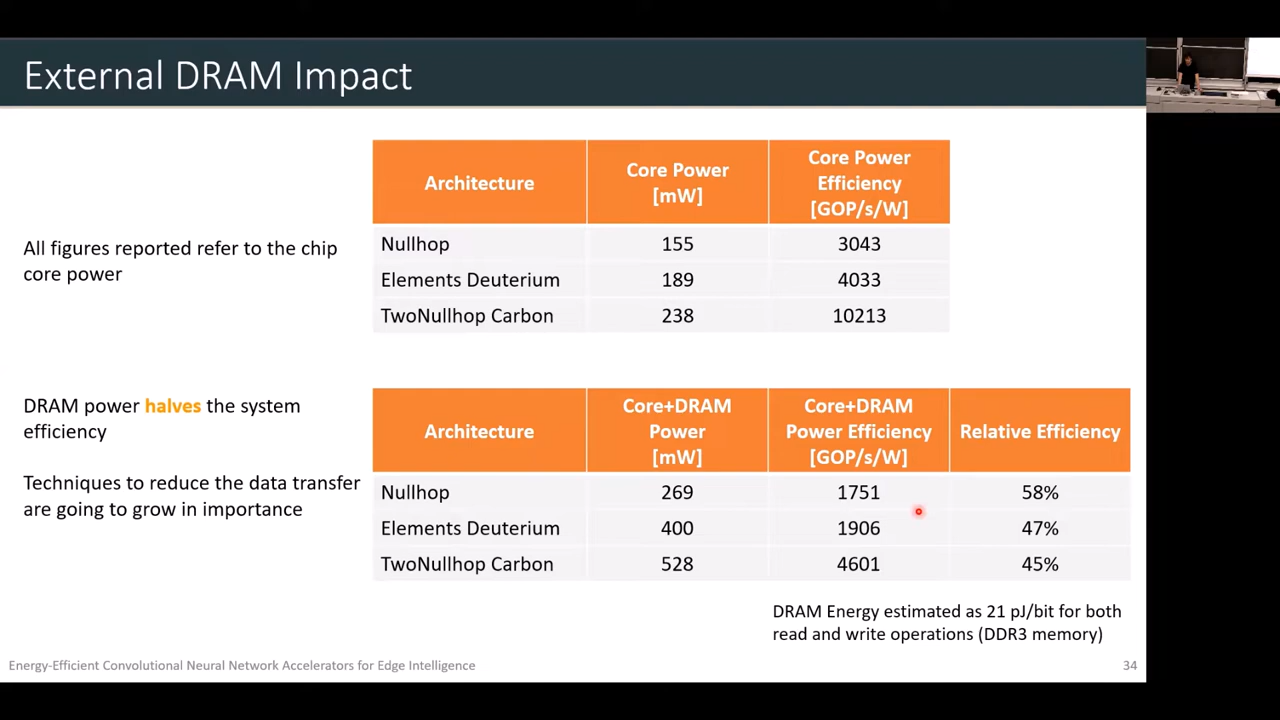 External DRAM Impact
All figures reported refer to the chip
core power
Architecture
Core Power
[mW]
Core Power
Efficiency
[GOP/s/W]
Nullhop 155 3043
Elements Deuterium 189 4033
TwoNullhop Carbon 238 10213
DRAM power halves the system
efficiency
Techniques to reduce the data transfer
are going to grow in importance
Architecture
Core+DRAM
Power
[mW]
Core+DRAM
Power Efficiency
[GOP/s/W]
Relative Efficiency
Nullhop 269 1751 58%
Elements Deuterium 400 1906 47%
TwoNullhop Carbon 528 4601 45%
DRAM Energy estimated as 21 pJ/bit for both
read and write operations (DDR3 memory)
Energy-Efficient Convolutional Neural Network Accelerators for Edge Intelligence 34